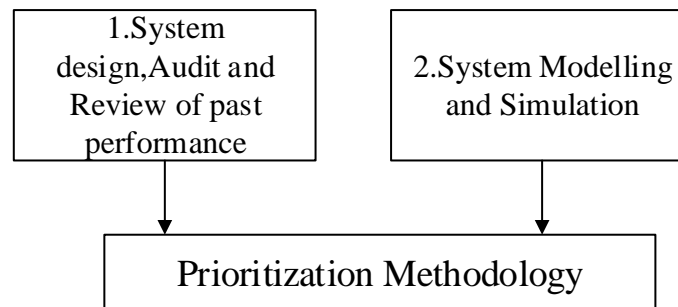 1.System
design,Audit and
Review of past
performance
2.System Modelling
and Simulation
Prioritization Methodology